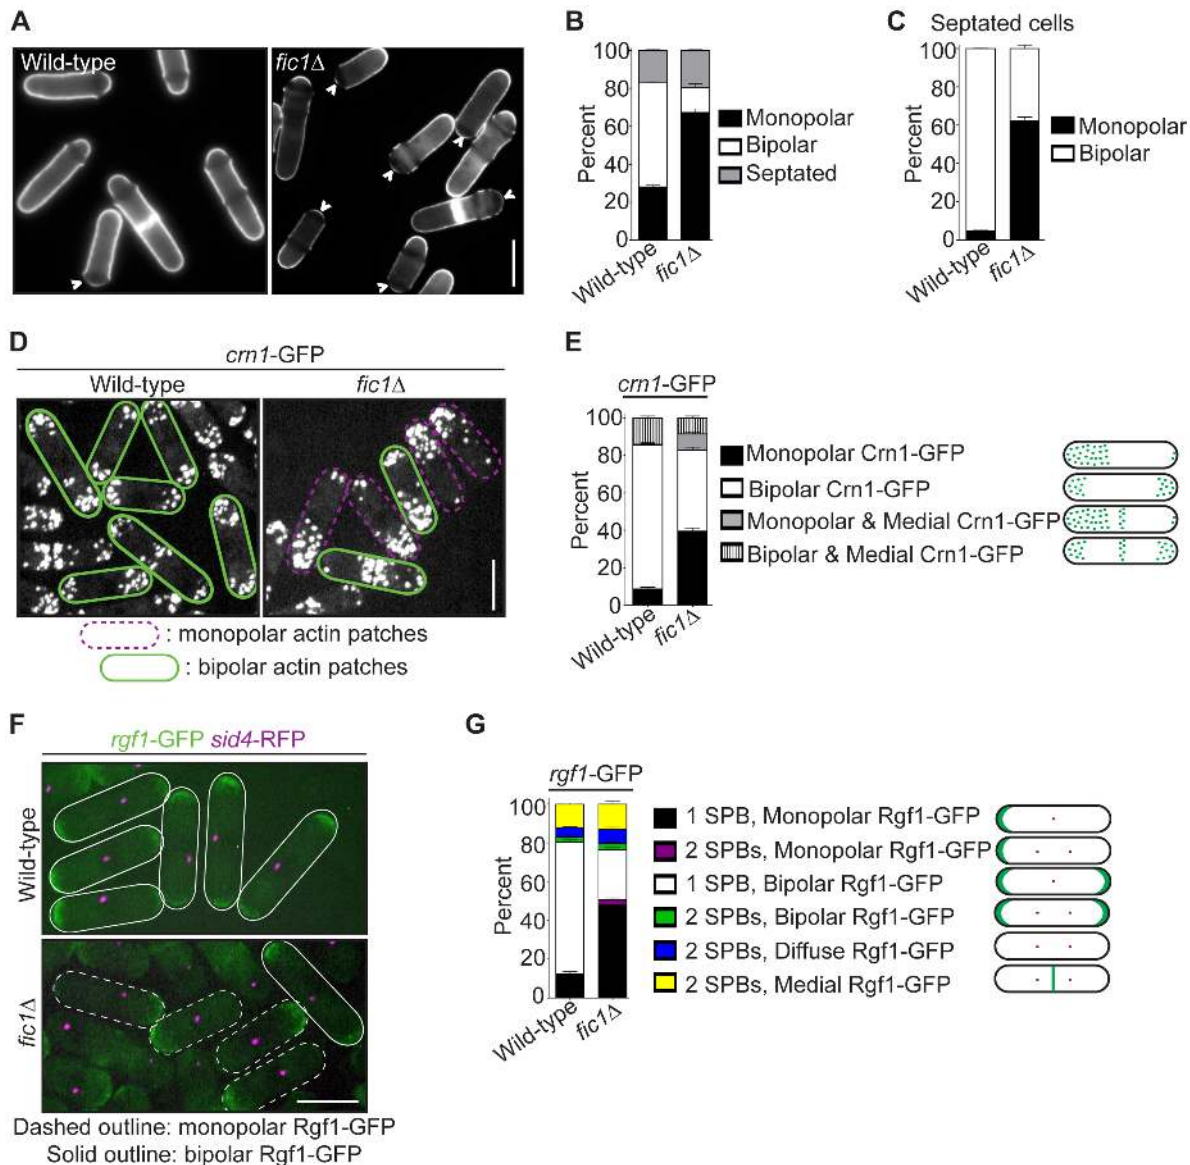 A
Wild-type
fic1Δ
B
Percent
100
80
60
40
20
0
Wild-type
fic1Δ
Monopolar
Bipolar
Septated
C
Septated cells
Percent
100
80
60
40
20
0
Wild-type
fic1Δ
Monopolar
Bipolar
D
crn1-GFP
Wild-type
fic1Δ
: monopolar actin patches
: bipolar actin patches
E
crn1-GFP
Percent
100
80
60
40
20
0
Wild-type
fic1Δ
Monopolar Crn1-GFP
Bipolar Crn1-GFP
Monopolar & Medial Crn1-GFP
Bipolar & Medial Crn1-GFP
F
rgf1-GFP sid4-RFP
Wild-type
fic1Δ
Dashed outline: monopolar Rgf1-GFP
Solid outline: bipolar Rgf1-GFP
G
rgf1-GFP
Percent
100
80
60
40
20
0
Wild-type
fic1Δ
1 SPB, Monopolar Rgf1-GFP
2 SPBs, Monopolar Rgf1-GFP
1 SPB, Bipolar Rgf1-GFP
2 SPBs, Bipolar Rgf1-GFP
2 SPBs, Diffuse Rgf1-GFP
2 SPBs, Medial Rgf1-GFP